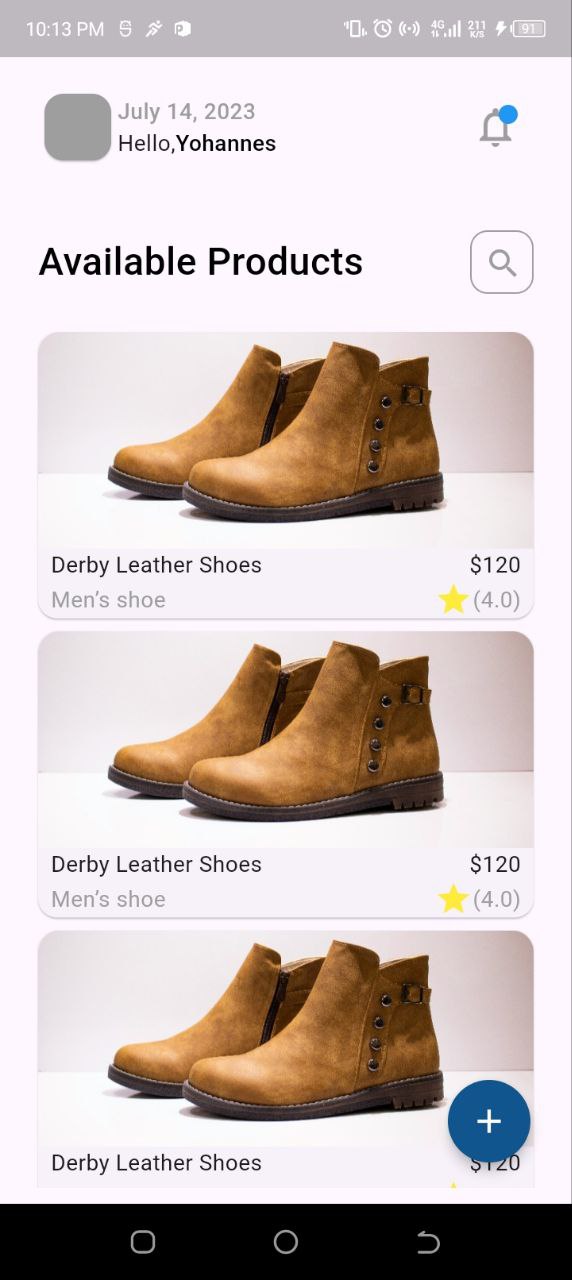 10:13 PM
4G 211 K/S 91
July 14, 2023
Hello,Yohannes
Available Products
Derby Leather Shoes $120
Men’s shoe (4.0)
Derby Leather Shoes $120
Men’s shoe (4.0)
Derby Leather Shoes $120